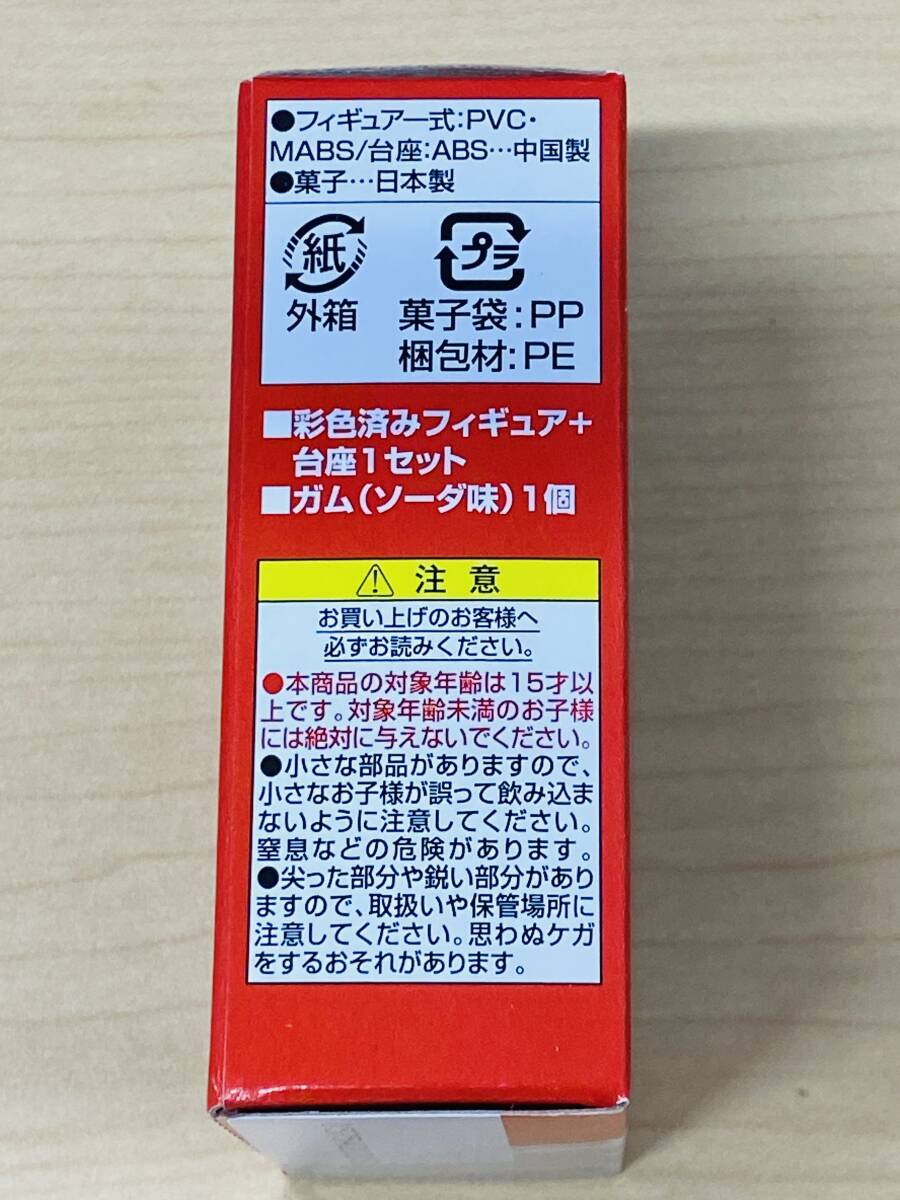 ●フィギュア一式:PVC・
MABS/台座:ABS…中国製
●菓子…日本製
紙
外箱
プラ
菓子袋:PP
梱包材:PE
■彩色済みフィギュア+
台座1セット
■ガム(ソーダ味)1個
注意
お買い上げのお客様へ
必ずお読みください。
●本商品の対象年齢は15才以
上です。対象年齢未満のお子様
には絶対に与えないでください。
●小さな部品がありますので、
小さなお子様が誤って飲み込ま
ないように注意してください。
窒息などの危険があります。
●尖った部分や鋭い部分があり
ますので、取扱いや保管場所に
注意してください。思わぬケガ
をするおそれがあります。